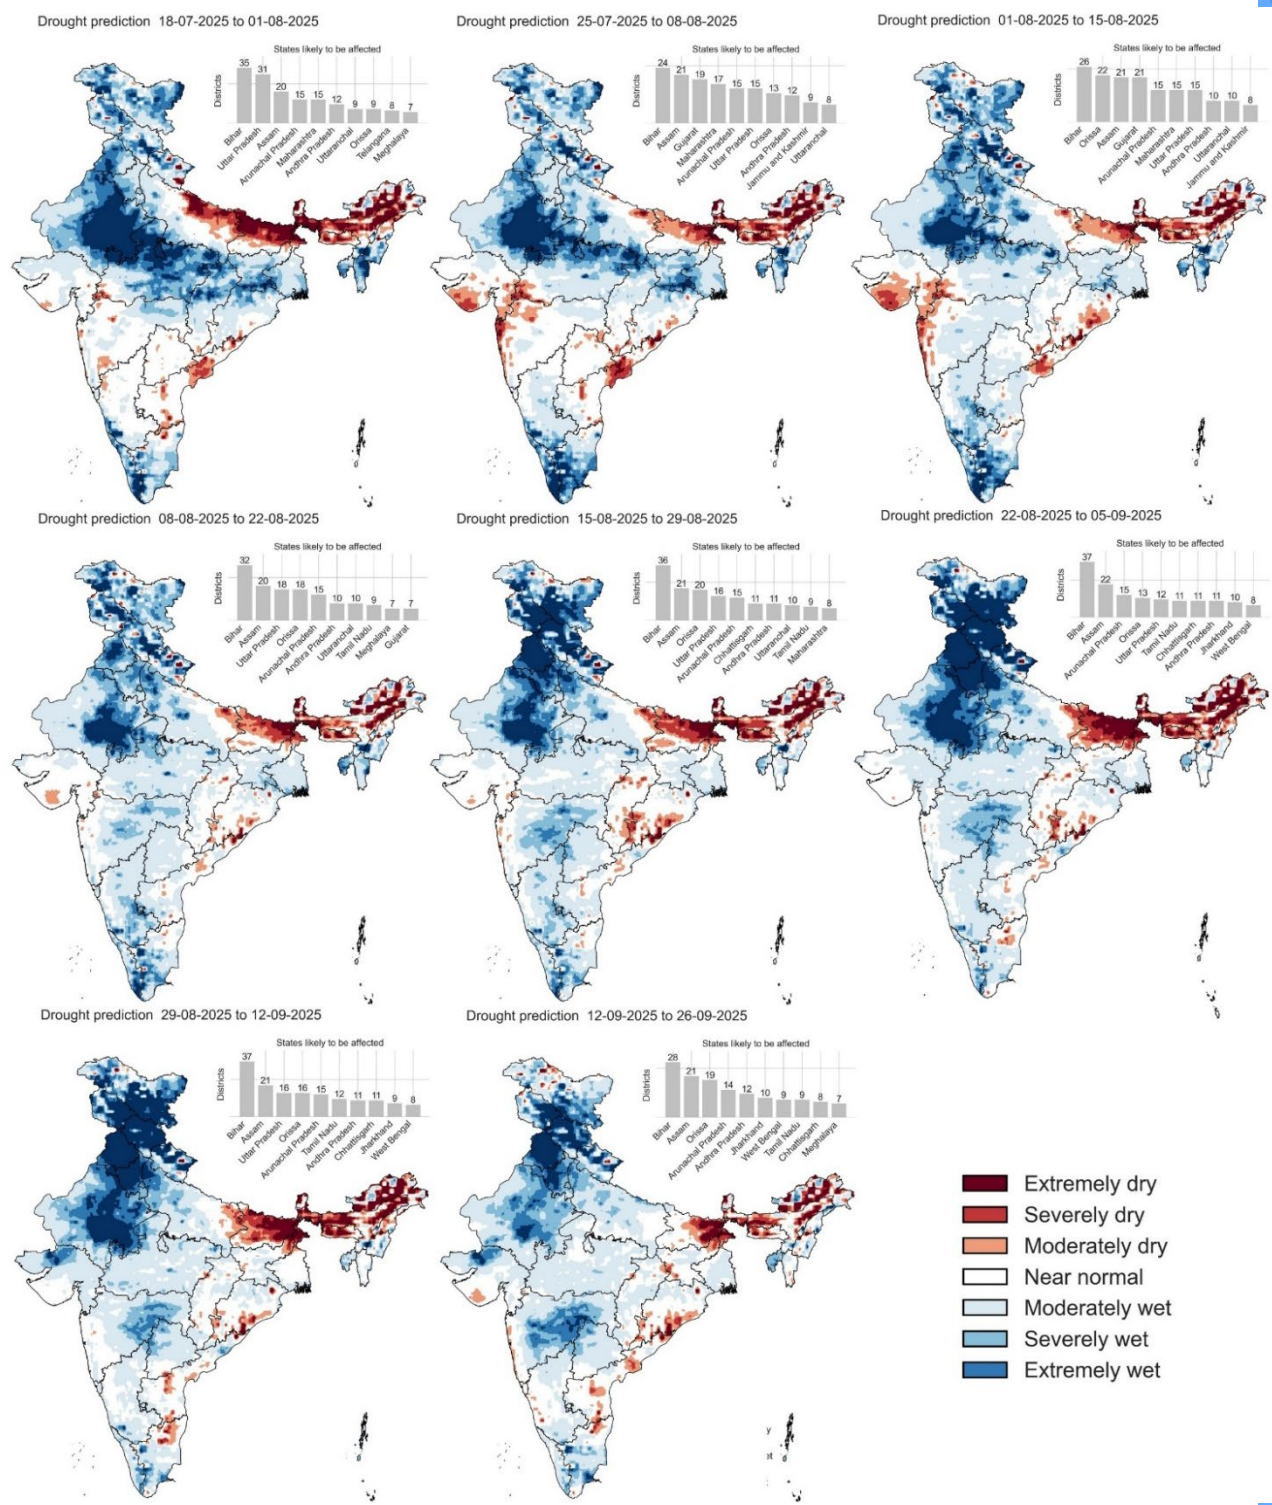 Drought prediction 18-07-2025 to 01-08-2025
States likely to be affected
Districts
35 31 20 15 15 12 9 9 8 7
Bihar
Uttar Pradesh
Assam
Arunachal Pradesh
Maharashtra
Andhra Pradesh
Uttaranchal
Orissa
Telangana
Meghalaya
Drought prediction 25-07-2025 to 08-08-2025
States likely to be affected
Districts
24 21 19 17 15 15 13 12 9 8
Bihar
Assam
Gujarat
Maharashtra
Arunachal Pradesh
Uttar Pradesh
Orissa
Andhra Pradesh
Jammu and Kashmir
Uttaranchal
Drought prediction 01-08-2025 to 15-08-2025
States likely to be affected
Districts
26 22 21 21 15 15 15 10 10 8
Bihar
Orissa
Assam
Gujarat
Arunachal Pradesh
Maharashtra
Uttar Pradesh
Andhra Pradesh
Uttaranchal
Jammu and Kashmir
Drought prediction 08-08-2025 to 22-08-2025
States likely to be affected
Districts
32 20 18 18 15 10 10 9 7 7
Bihar
Assam
Uttar Pradesh
Orissa
Arunachal Pradesh
Andhra Pradesh
Uttaranchal
Tamil Nadu
Meghalaya
Gujarat
Drought prediction 15-08-2025 to 29-08-2025
States likely to be affected
Districts
36 21 20 16 15 11 11 10 9 8
Bihar
Assam
Orissa
Uttar Pradesh
Arunachal Pradesh
Chhattisgarh
Andhra Pradesh
Uttaranchal
Tamil Nadu
Maharashtra
Drought prediction 22-08-2025 to 05-09-2025
States likely to be affected
Districts
37 22 15 13 12 11 11 11 10 8
Bihar
Assam
Arunachal Pradesh
Orissa
Uttar Pradesh
Tamil Nadu
Chhattisgarh
Andhra Pradesh
Jharkhand
West Bengal
Drought prediction 29-08-2025 to 12-09-2025
States likely to be affected
Districts
37 21 16 16 15 12 11 11 9 8
Bihar
Assam
Uttar Pradesh
Orissa
Arunachal Pradesh
Tamil Nadu
Andhra Pradesh
Chhattisgarh
Jharkhand
West Bengal
Drought prediction 12-09-2025 to 26-09-2025
States likely to be affected
Districts
28 21 19 14 12 10 9 9 8 7
Bihar
Assam
Orissa
Arunachal Pradesh
Andhra Pradesh
Jharkhand
West Bengal
Tamil Nadu
Chhattisgarh
Meghalaya
Extremely dry
Severely dry
Moderately dry
Near normal
Moderately wet
Severely wet
Extremely wet